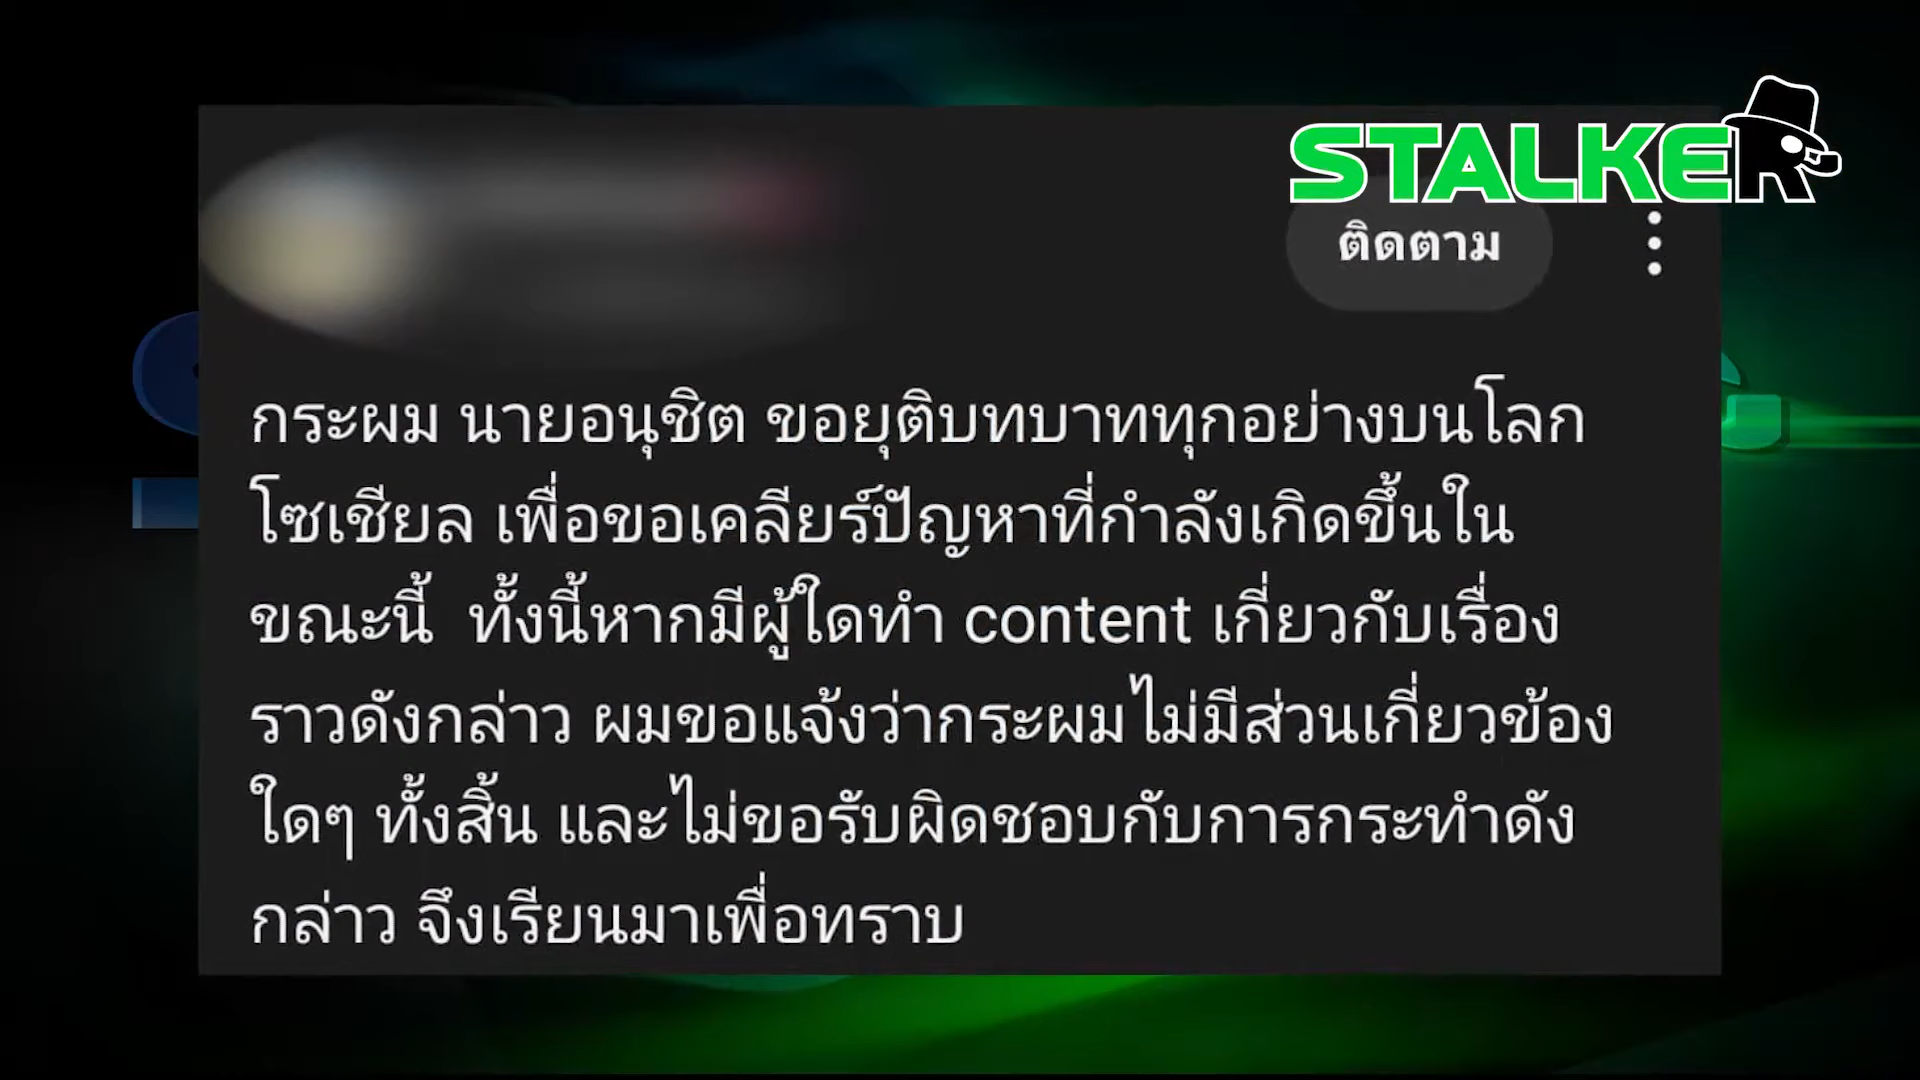 STALKER
ติดตาม
กระผม นายอนุชิต ขอยุติบทบาททุกอย่างบนโลก
โซเชียล เพื่อขอเคลียร์ปัญหาที่กำลังเกิดขึ้นใน
ขณะนี้ ทั้งนี้หากมีผู้ใดทำ content เกี่ยวกับเรื่อง
ราวดังกล่าว ผมขอแจ้งว่ากระผมไม่มีส่วนเกี่ยวข้อง
ใดๆ ทั้งสิ้น และไม่ขอรับผิดชอบกับการกระทำดัง
กล่าว จึงเรียนมาเพื่อทราบ